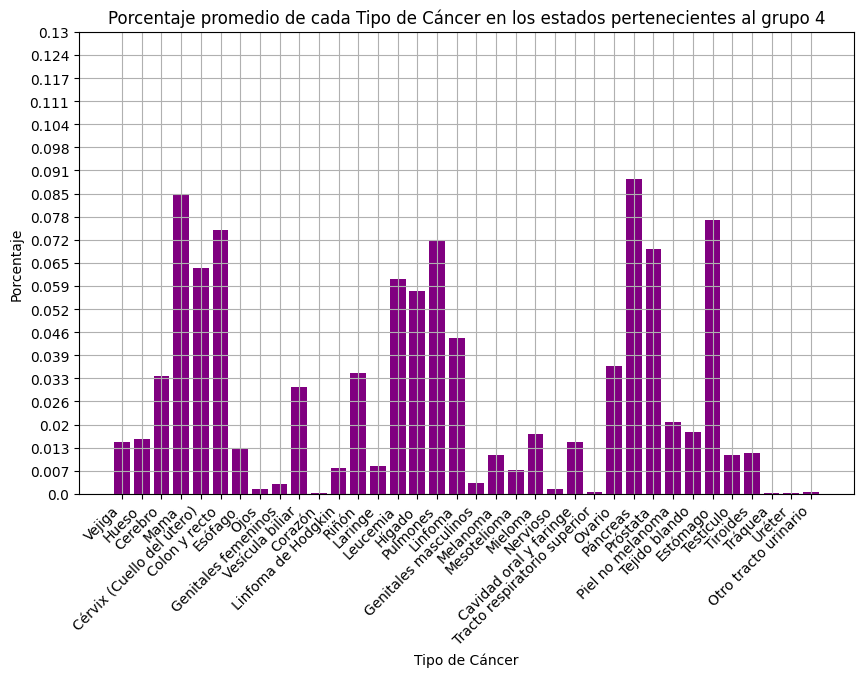 Porcentaje promedio de cada Tipo de Cáncer en los estados pertenecientes al grupo 4
Porcentaje
0.13
0.124
0.117
0.111
0.104
0.098
0.091
0.085
0.078
0.072
0.065
0.059
0.052
0.046
0.039
0.033
0.026
0.02
0.013
0.007
0.0
Vejiga
Hueso
Cerebro
Mama
Cérvix (Cuello del útero)
Colon y recto
Esófago
Ojos
Genitales femeninos
Vesícula biliar
Corazón
Linfoma de Hodgkin
Riñón
Laringe
Leucemia
Hígado
Pulmones
Linfoma
Genitales masculinos
Melanoma
Mesotelioma
Mieloma
Nervioso
Cavidad oral y faringe
Tracto respiratorio superior
Ovario
Páncreas
Próstata
Piel no melanoma
Tejido blando
Estómago
Testículo
Tiroides
Tráquea
Uréter
Otro tracto urinario
Tipo de Cáncer